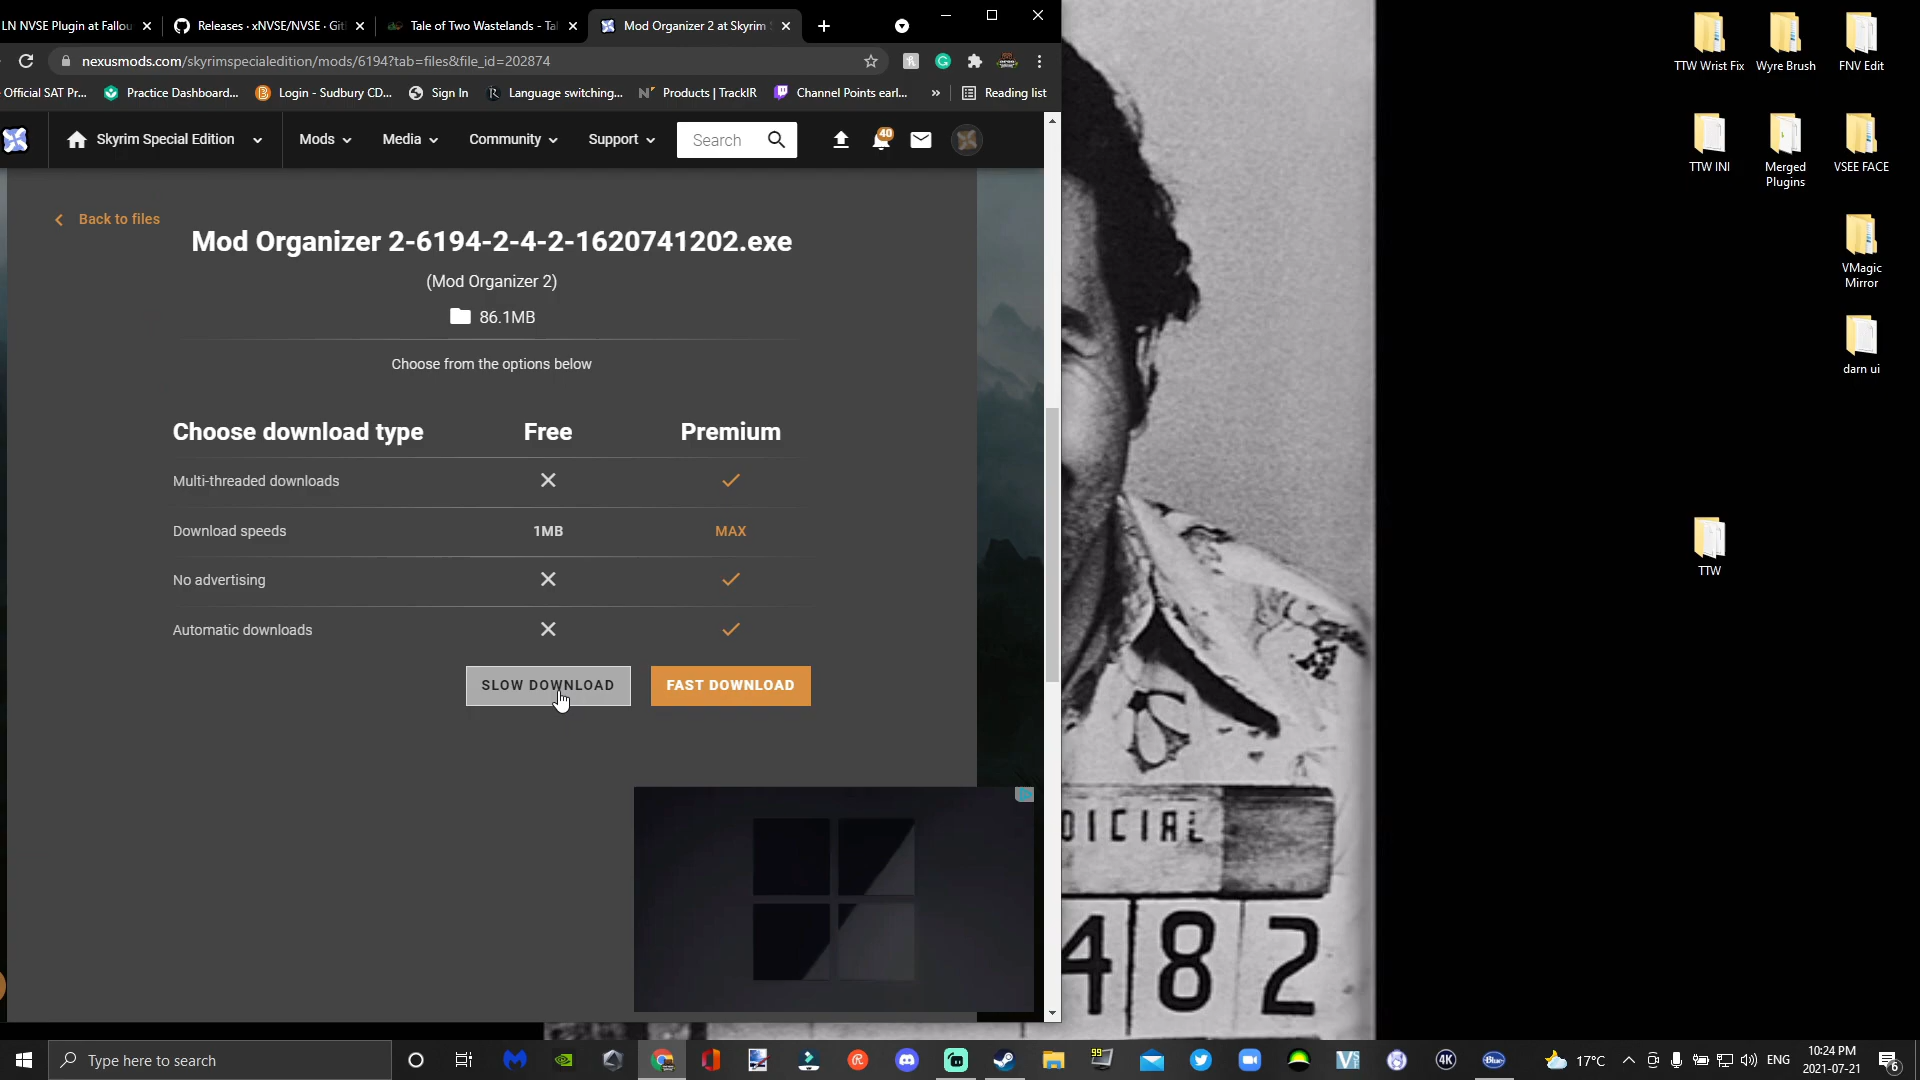 LN NVSE Plugin at Fallou
Releases · xNVSE/NVSE · Git
Tale of Two Wastelands - Tal
Mod Organizer 2 at Skyrim
nexusmods.com/skyrimspecialedition/mods/6194?tab=files&file_id=202874
Official SAT Pr...
Practice Dashboard...
Login - Sudbury CD...
Sign In
Language switching...
Products | TrackIR
Channel Points earl...
»
Reading list
Skyrim Special Edition
Mods
Media
Community
Support
Search
40
Back to files
Mod Organizer 2-6194-2-4-2-1620741202.exe
(Mod Organizer 2)
86.1MB
Choose from the options below
Choose download type
Free
Premium
Multi-threaded downloads
Download speeds
1MB
MAX
No advertising
Automatic downloads
SLOW DOWNLOAD
FAST DOWNLOAD
TTW Wrist Fix
Wyre Brush
FNV Edit
TTW INI
Merged
Plugins
VSEE FACE
VMagic
Mirror
darn ui
TTW
DICIAL
482
Type here to search
99
4K
Blue
17°C
ENG
10:24 PM
2021-07-21
6